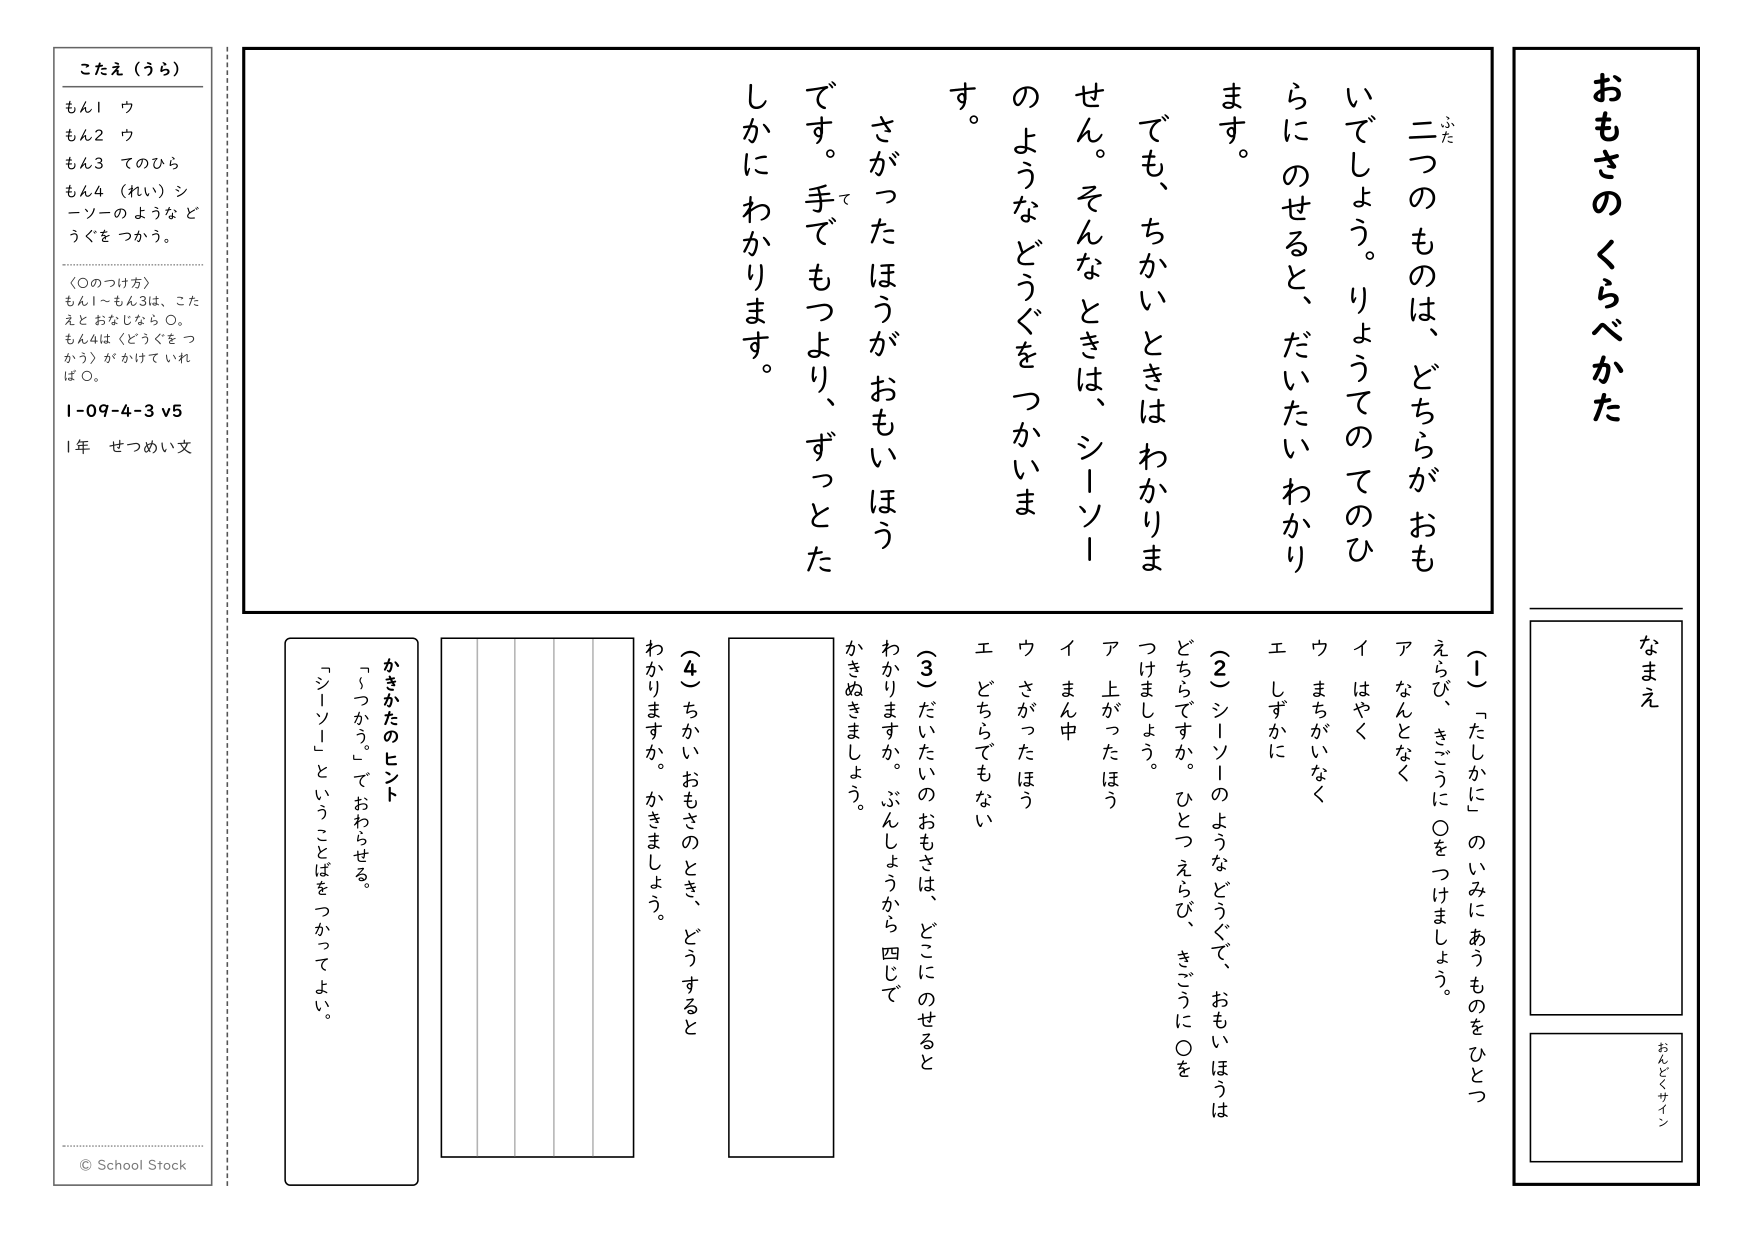 おもさの くらべかた
なまえ
おんどくサイン
二つの ものは、どちらが おも
ふた
いでしょう。りょうての てのひ
らに のせると、だいたい わかり
ます。
でも、ちかい ときは わかりま
せん。そんな ときは、シーソー
の ような どうぐを つかいま
す。
さがった ほうが おもい ほう
です。手で もつより、ずっと た
て
しかに わかります。
(1)「たしかに」の いみに あう ものを ひとつ
えらび、きごうに ○を つけましょう。
ア なんとなく
イ はやく
ウ まちがいなく
エ しずかに
(2)シーソーの ような どうぐで、おもい ほうは
どちらですか。ひとつ えらび、きごうに ○を
つけましょう。
ア 上がった ほう
イ まん中
ウ さがった ほう
エ どちらでも ない
(3)だいたいの おもさは、どこに のせると
わかりますか。ぶんしょうから 四じで
かきぬきましょう。
(4)ちかい おもさの とき、どう すると
わかりますか。かきましょう。
かきかたの ヒント
「～つかう。」で おわらせる。
「シーソー」と いう ことばを つかって よい。
こたえ（うら）
もん1 ウ
もん2 ウ
もん3 てのひら
もん4 （れい）シ
ーソーの ような ど
うぐを つかう。
〈○のつけ方〉
もん1～もん3は、こた
えと おなじなら ○。
もん4は〈どうぐを つ
かう〉が かけて いれ
ば ○。
1-09-4-3 v5
1年 せつめい文
© School Stock